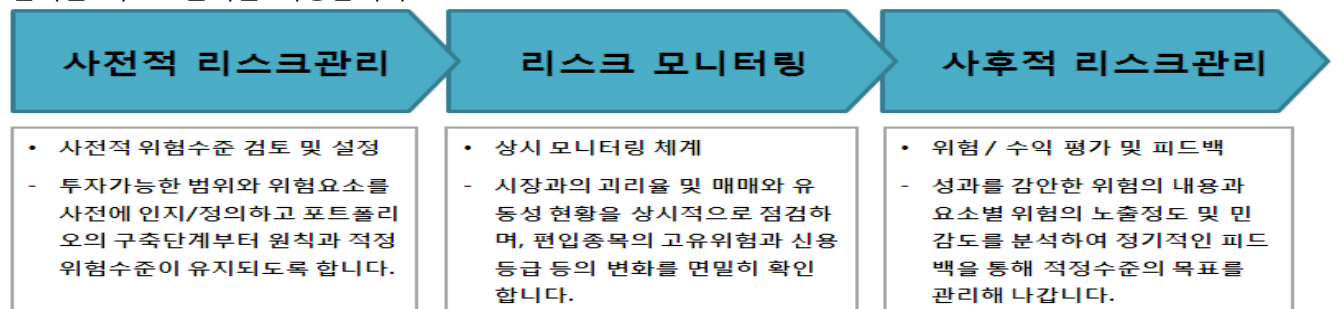 사전적 리스크관리
리스크 모니터링
사후적 리스크관리
• 사전적 위험수준 검토 및 설정
- 투자가능한 범위와 위험요소를
사전에 인지/정의하고 포트폴리
오의 구축단계부터 원칙과 적정
위험수준이 유지되도록 합니다.
• 상시 모니터링 체계
- 시장과의 괴리율 및 매매와 유
동성 현황을 상시적으로 점검하
며, 편입종목의 고유위험과 신용
등급 등의 변화를 면밀히 확인
합니다.
• 위험 / 수익 평가 및 피드백
- 성과를 감안한 위험의 내용과
요소별 위험의 노출정도 및 민
감도를 분석하여 정기적인 피드
백을 통해 적정수준의 목표를
관리해 나갑니다.